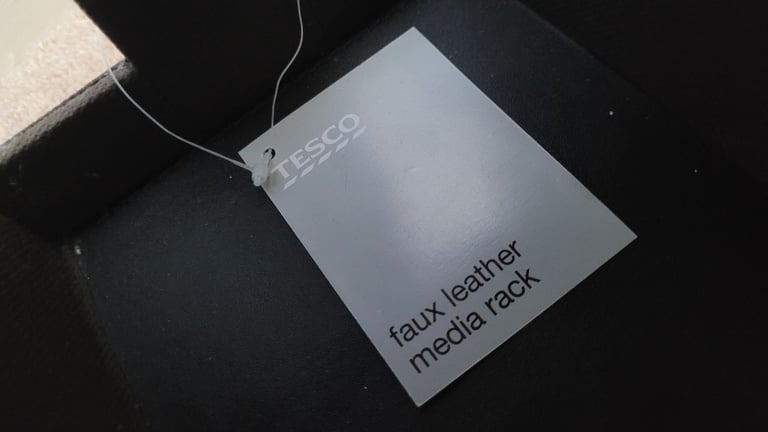 TESCO
faux leather
media rack